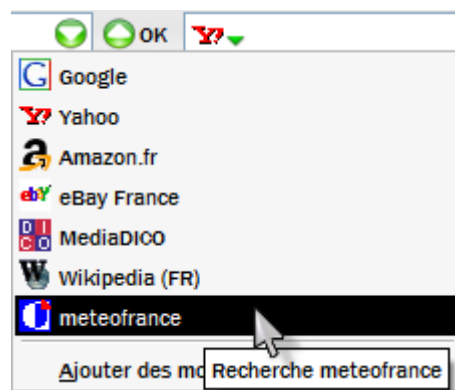 OK
Google
Yahoo
Amazon.fr
eBay France
MediaDICO
Wikipedia (FR)
meteofrance
Ajouter des mo
Recherche meteofrance